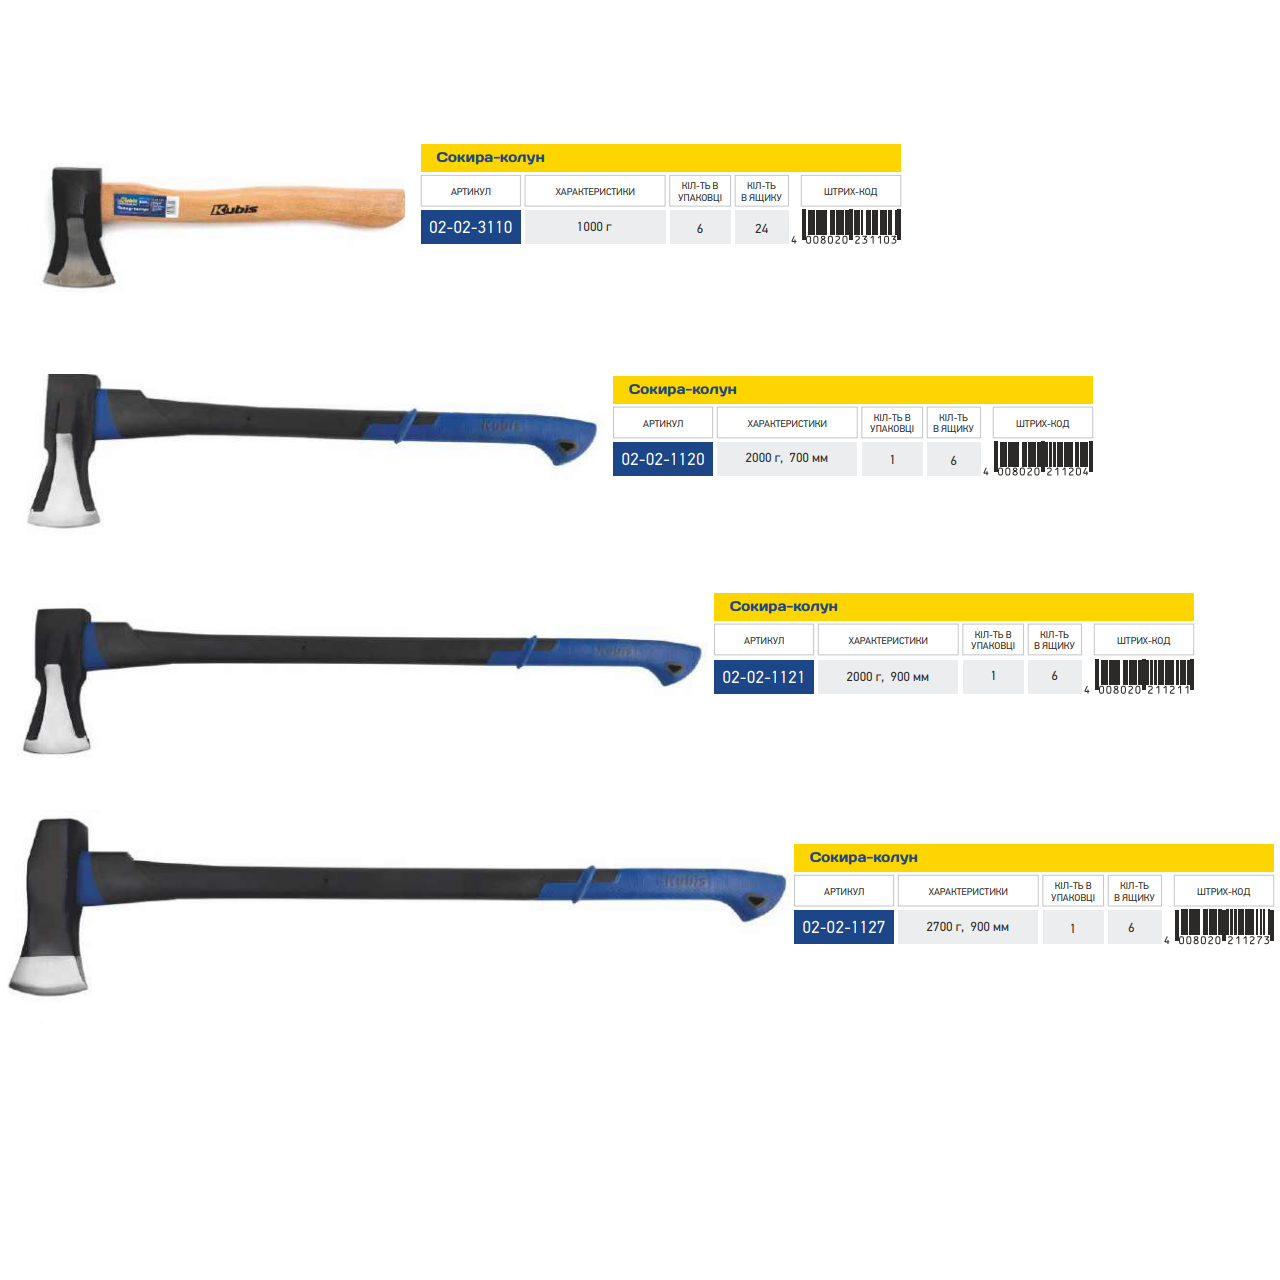 Сокира-колун
АРТИКУЛ ХАРАКТЕРИСТИКИ КІЛ-ТЬ В УПАКОВЦІ КІЛ-ТЬ В ЯЩИКУ ШТРИХ-КОД
02-02-3110 1000 г 6 24
4 008020 231103
Kubis
Сокира-колун
АРТИКУЛ ХАРАКТЕРИСТИКИ КІЛ-ТЬ В УПАКОВЦІ КІЛ-ТЬ В ЯЩИКУ ШТРИХ-КОД
02-02-1120 2000 г, 700 мм 1 6
4 008020 211204
Kubis
Сокира-колун
АРТИКУЛ ХАРАКТЕРИСТИКИ КІЛ-ТЬ В УПАКОВЦІ КІЛ-ТЬ В ЯЩИКУ ШТРИХ-КОД
02-02-1121 2000 г, 900 мм 1 6
4 008020 211211
Kubis
Сокира-колун
АРТИКУЛ ХАРАКТЕРИСТИКИ КІЛ-ТЬ В УПАКОВЦІ КІЛ-ТЬ В ЯЩИКУ ШТРИХ-КОД
02-02-1127 2700 г, 900 мм 1 6
4 008020 211273
Kubis